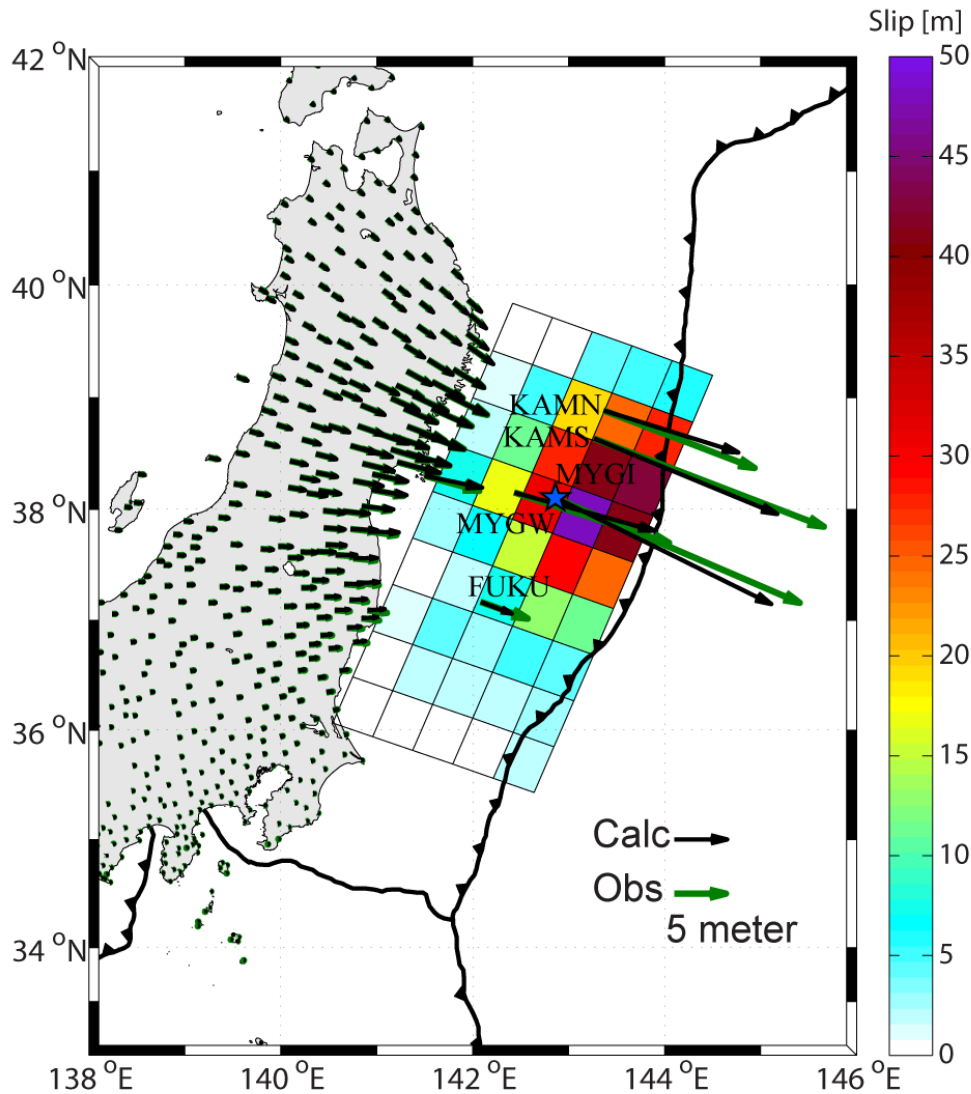 Slip [m]
42 °N
40 °N
38 °N
36 °N
34 °N
138 °E
140 °E
142 °E
144 °E
146 °E
50
45
40
35
30
25
20
15
10
5
0
KAMN
KAMS
MYGI
MYGW
FUKU
Calc
Obs
5 meter